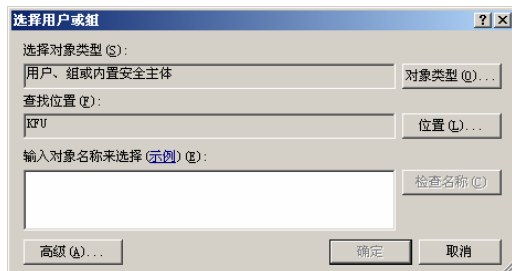 选择用户或组
选择对象类型(S):
用户、组或内置安全主体 对象类型(O)...
查找位置(F):
KFU 位置(L)...
输入对象名称来选择(示例)(E):
检查名称(C)
高级(A)... 确定 取消